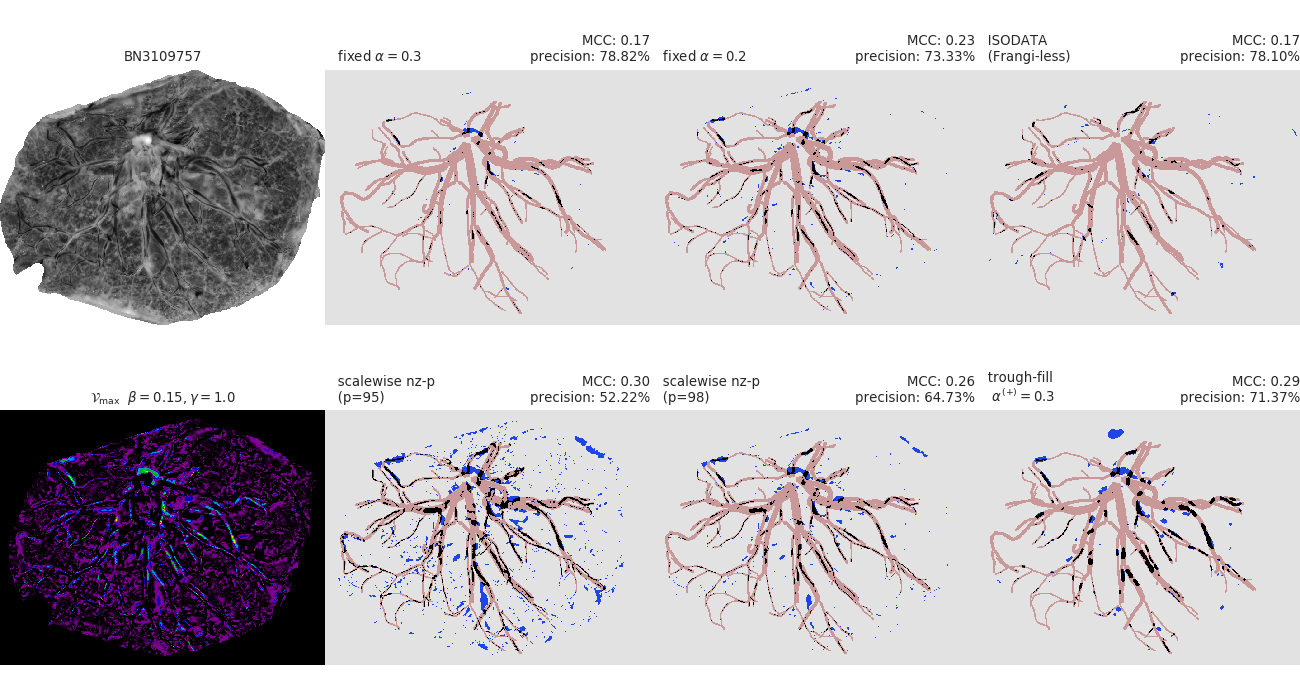 BN3109757
fixed α = 0.3
MCC: 0.17
precision: 78.82%
fixed α = 0.2
MCC: 0.23
precision: 73.33%
ISODATA
(Frangi-less)
MCC: 0.17
precision: 78.10%
𝒱max β = 0.15, γ = 1.0
scalewise nz-p
(p=95)
MCC: 0.30
precision: 52.22%
scalewise nz-p
(p=98)
MCC: 0.26
precision: 64.73%
trough-fill
α(+) = 0.3
MCC: 0.29
precision: 71.37%